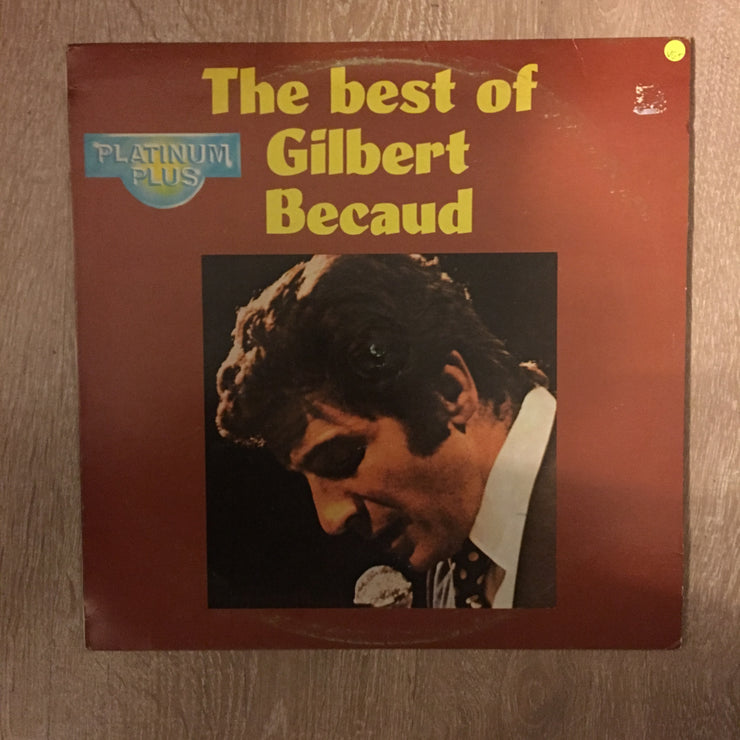 The best of
Gilbert
Becaud
PLATINUM
PLUS